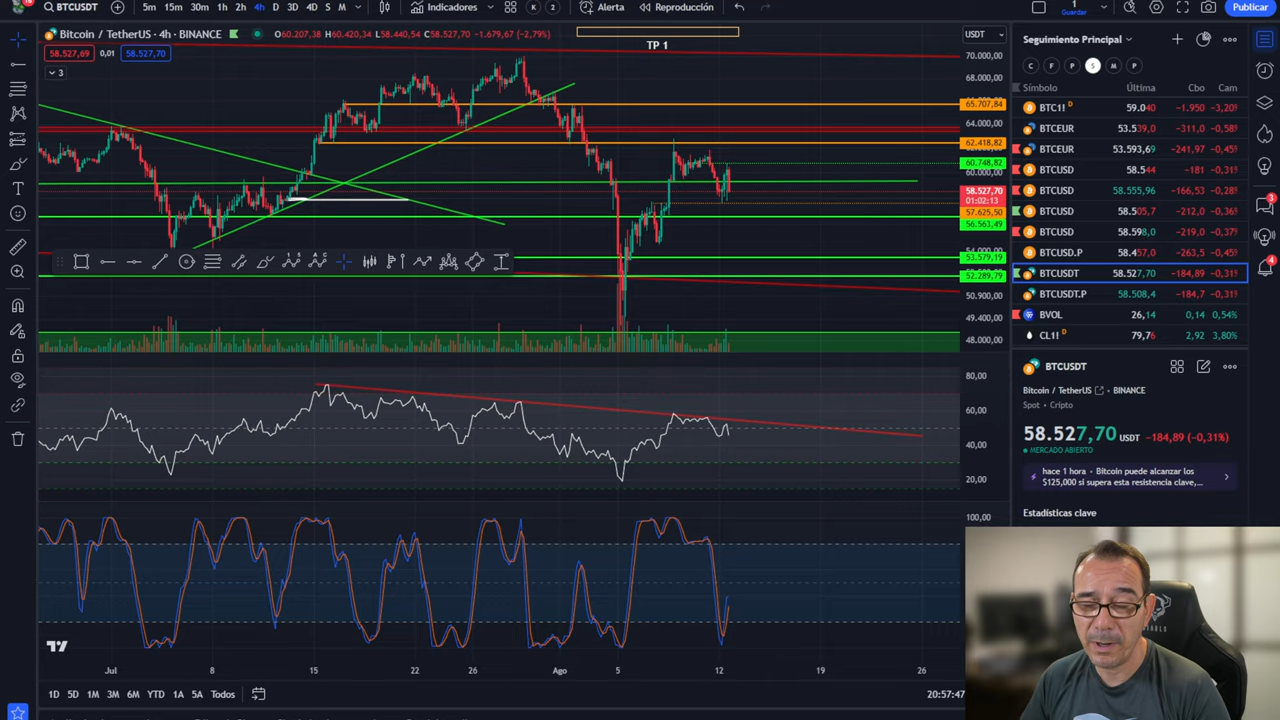 BTCUSDT
5m 15m 30m 1h 2h 4h D 3D 4D S M
Indicadores
K 2
Alerta
Reproducción
1
Guardar
Publicar
Bitcoin / TetherUS · 4h · BINANCE
O 60.207,38 H 60.420,34 L 58.440,54 C 58.527,70 −1.679,67 (−2,79%)
58.527,69 0,01 58.527,70
3
TP 1
USDT
70.000,00
68.000,00
65.707,84
64.000,00
62.418,82
60.748,82
60.000,00
58.527,70
01:02:13
57.625,50
56.563,49
54.000,00
53.579,19
52.289,79
50.900,00
49.400,00
48.000,00
80,00
60,00
40,00
20,00
100,00
Jul 8 15 22 26 Ago 5 12 19 26
1D 5D 1M 3M 6M YTD 1A 5A Todos
20:57:47
Seguimiento Principal
C F P S M P
Símbolo Última Cbo Cam
BTC1! D 59.040 −1.950 −3,20%
BTCEUR 53.539,0 −311,0 −0,58%
BTCEUR 53.593,69 −241,97 −0,45%
BTCUSD 58.544 −181 −0,31%
BTCUSD 58.555,96 −166,53 −0,28%
BTCUSD 58.505,7 −212,0 −0,36%
BTCUSD 58.598,0 −219,0 −0,37%
BTCUSD.P 58.457,0 −263,5 −0,45%
BTCUSDT 58.527,70 −184,89 −0,31%
BTCUSDT.P 58.508,4 −184,7 −0,31%
BVOL 26,14 0,14 0,54%
CL1! D 79,76 2,92 3,80%
3
4
BTCUSDT
Bitcoin / TetherUS · BINANCE
Spot · Cripto
58.527,70 USDT −184,89 (−0,31%)
MERCADO ABIERTO
hace 1 hora · Bitcoin puede alcanzar los
$125,000 si supera esta resistencia clave,...
Estadísticas clave